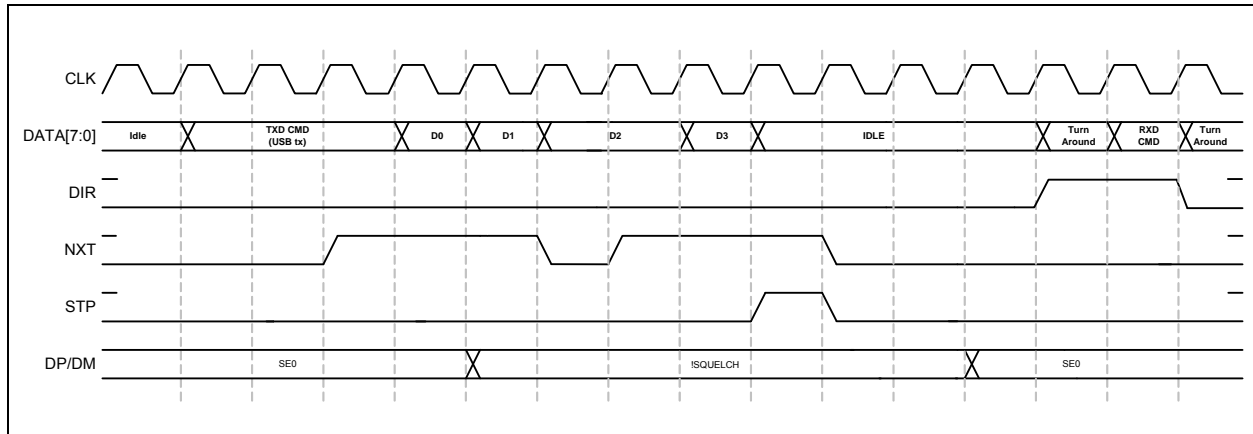 CLK
DATA[7:0]
Idle
TXD CMD
(USB tx)
D0
D1
D2
D3
IDLE
Turn
Around
RXD
CMD
Turn
Around
DIR
NXT
STP
DP/DM
SE0
!SQUELCH
SE0